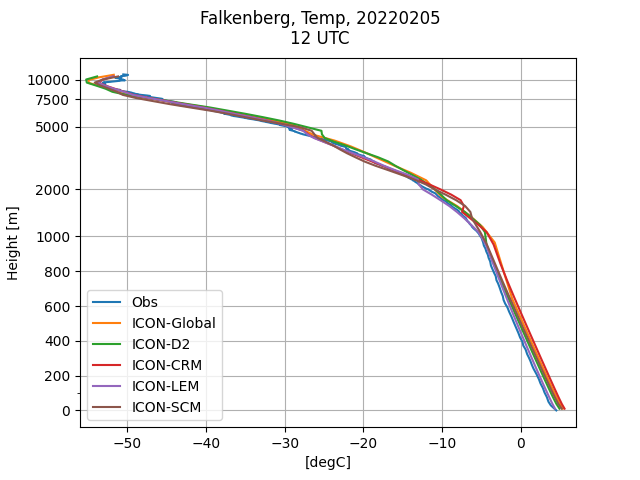 Falkenberg, Temp, 20220205
12 UTC
10000
7500
5000
2000
1000
800
600
400
200
0
Height [m]
Obs
ICON-Global
ICON-D2
ICON-CRM
ICON-LEM
ICON-SCM
−50 −40 −30 −20 −10 0
[degC]